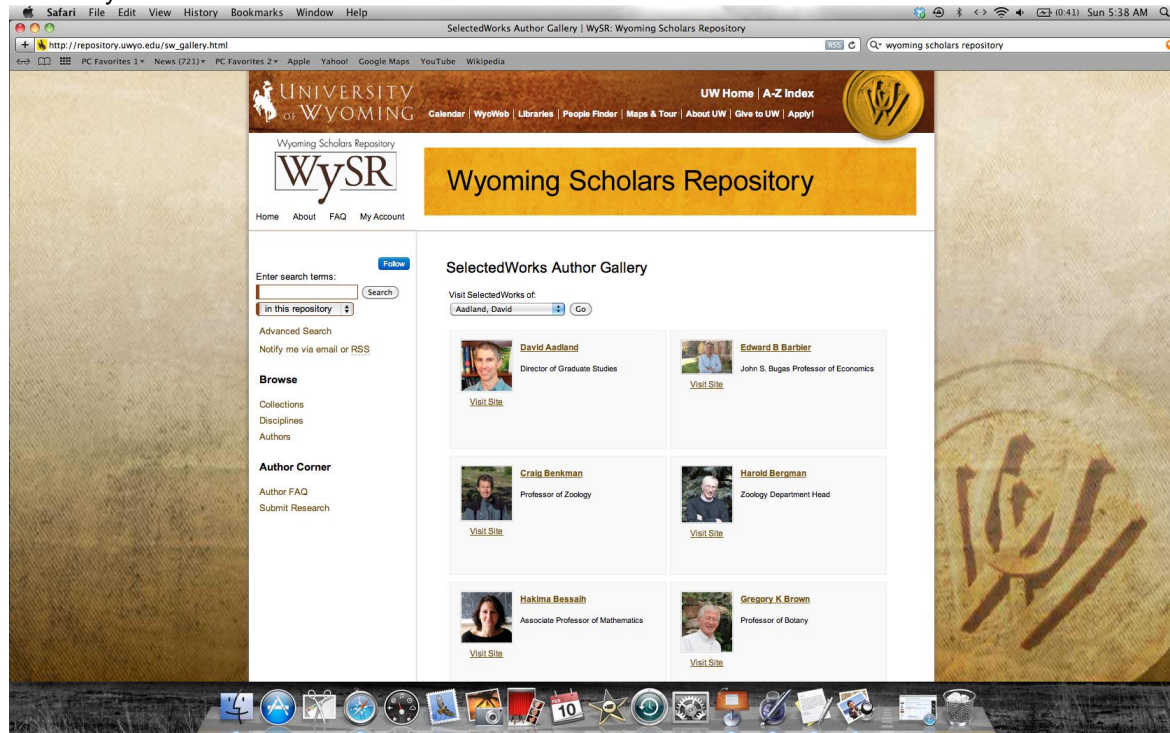 Safari File Edit View History Bookmarks Window Help
(0:41) Sun 5:38 AM
SelectedWorks Author Gallery | WySR: Wyoming Scholars Repository
http://repository.uwyo.edu/sw_gallery.html
RSS
wyoming scholars repository
PC Favorites 1 News (721) PC Favorites 2 Apple Yahoo! Google Maps YouTube Wikipedia
UNIVERSITY OF WYOMING
UW Home | A-Z Index
Calendar | WyoWeb | Libraries | People Finder | Maps & Tour | About UW | Give to UW | Apply!
Wyoming Scholars Repository
WySR
Wyoming Scholars Repository
Home About FAQ My Account
Follow
Enter search terms:
Search
in this repository
Advanced Search
Notify me via email or RSS
Browse
Collections
Disciplines
Authors
Author Corner
Author FAQ
Submit Research
SelectedWorks Author Gallery
Visit SelectedWorks of:
Aadland, David Go
David Aadland
Director of Graduate Studies
Visit Site
Edward B Barbier
John S. Bugas Professor of Economics
Visit Site
Craig Benkman
Professor of Zoology
Visit Site
Harold Bergman
Zoology Department Head
Visit Site
Hakima Bessaih
Associate Professor of Mathematics
Visit Site
Gregory K Brown
Professor of Botany
Visit Site
10